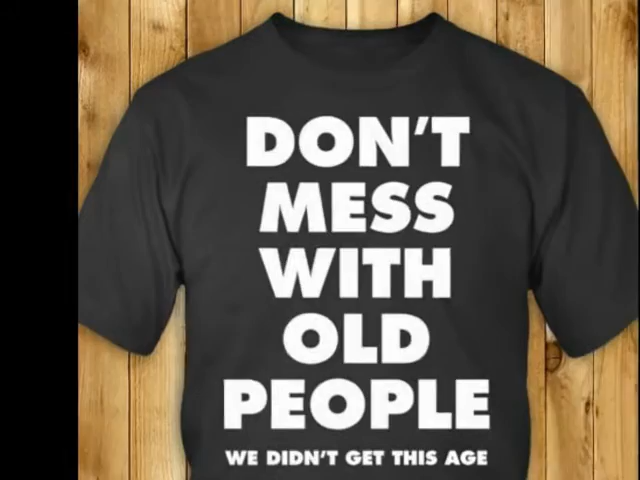 DON'T
MESS
WITH
OLD
PEOPLE
WE DIDN'T GET THIS AGE